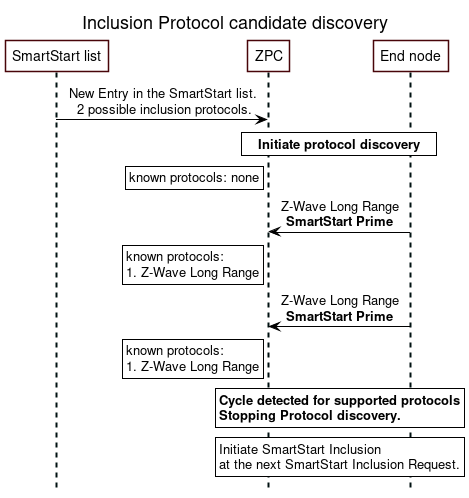 Inclusion Protocol candidate discovery
SmartStart list
ZPC
End node
New Entry in the SmartStart list.
2 possible inclusion protocols.
Initiate protocol discovery
known protocols: none
Z-Wave Long Range
SmartStart Prime
known protocols:
1. Z-Wave Long Range
Z-Wave Long Range
SmartStart Prime
known protocols:
1. Z-Wave Long Range
Cycle detected for supported protocols
Stopping Protocol discovery.
Initiate SmartStart Inclusion
at the next SmartStart Inclusion Request.